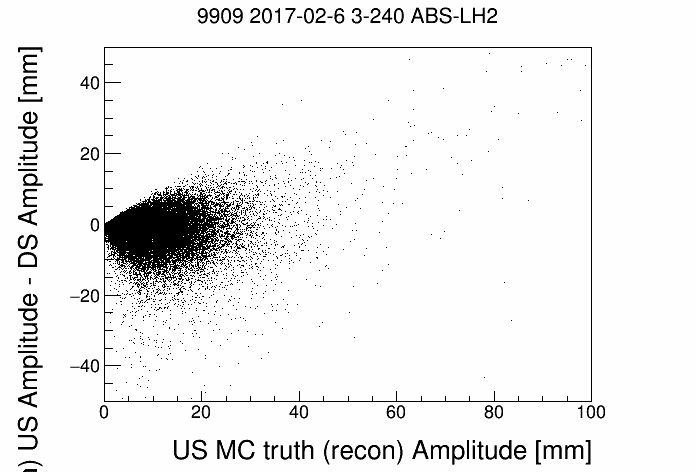 9909 2017-02-6 3-240 ABS-LH2
) US Amplitude - DS Amplitude [mm]
40
20
0
−20
−40
0 20 40 60 80 100
US MC truth (recon) Amplitude [mm]